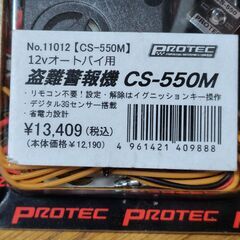 No.11012【CS-550M】
PROTEC
12vオートバイ用
盗難警報機 CS-550M
・リモコン不要！設定・解除はイグニッションキー操作
・デジタル3Gセンサー搭載
・省電力設計
¥13,409(税込)
(本体価格 ¥12,190)
4 961421 409888
PROTEC
PROTEC